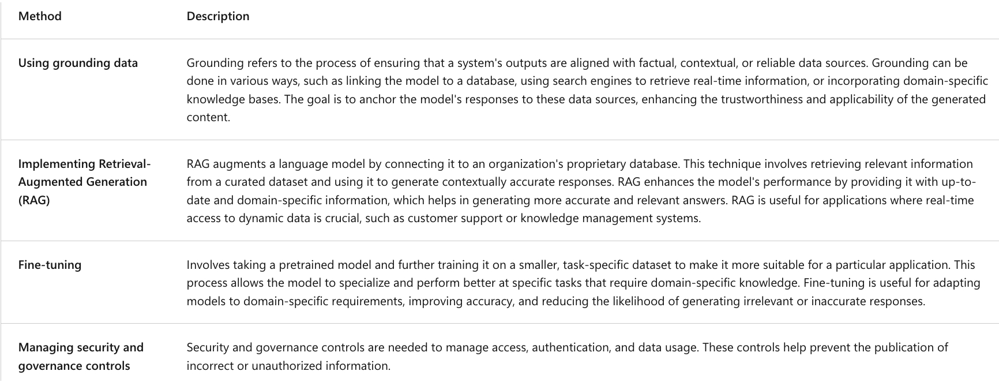 Method
Description
Using grounding data
Grounding refers to the process of ensuring that a system's outputs are aligned with factual, contextual, or reliable data sources. Grounding can be
done in various ways, such as linking the model to a database, using search engines to retrieve real-time information, or incorporating domain-specific
knowledge bases. The goal is to anchor the model's responses to these data sources, enhancing the trustworthiness and applicability of the generated
content.
Implementing Retrieval-
Augmented Generation
(RAG)
RAG augments a language model by connecting it to an organization's proprietary database. This technique involves retrieving relevant information
from a curated dataset and using it to generate contextually accurate responses. RAG enhances the model's performance by providing it with up-to-
date and domain-specific information, which helps in generating more accurate and relevant answers. RAG is useful for applications where real-time
access to dynamic data is crucial, such as customer support or knowledge management systems.
Fine-tuning
Involves taking a pretrained model and further training it on a smaller, task-specific dataset to make it more suitable for a particular application. This
process allows the model to specialize and perform better at specific tasks that require domain-specific knowledge. Fine-tuning is useful for adapting
models to domain-specific requirements, improving accuracy, and reducing the likelihood of generating irrelevant or inaccurate responses.
Managing security and
governance controls
Security and governance controls are needed to manage access, authentication, and data usage. These controls help prevent the publication of
incorrect or unauthorized information.